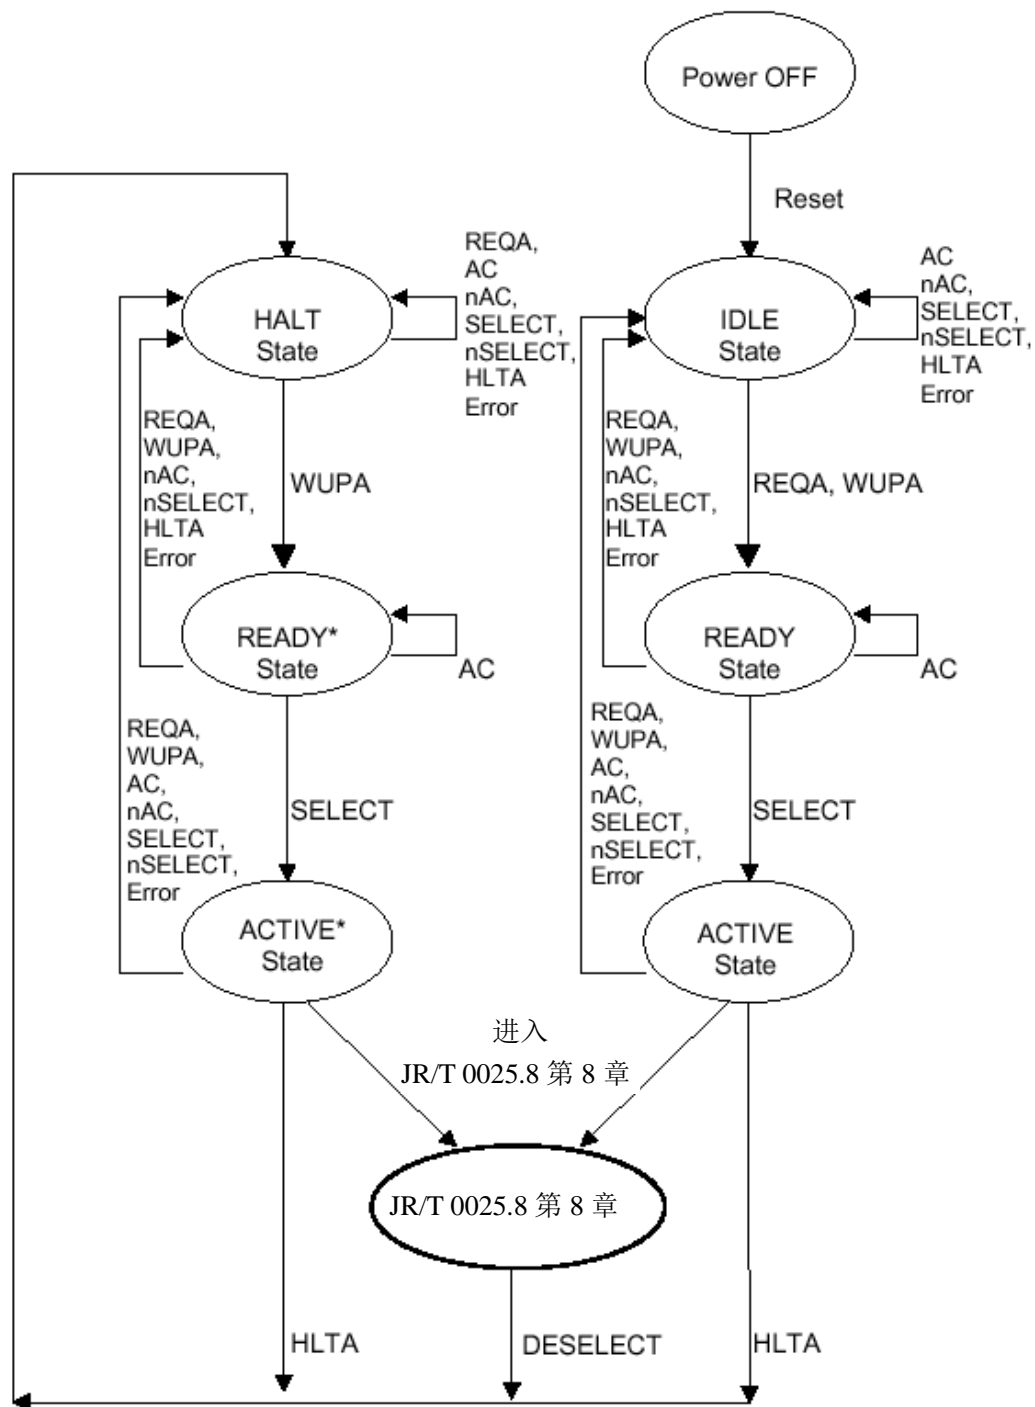 Power OFF
Reset
HALT
State
REQA,
AC
nAC,
SELECT,
nSELECT,
HLTA
Error
IDLE
State
AC
nAC,
SELECT,
nSELECT,
HLTA
Error
REQA,
WUPA,
nAC,
nSELECT,
HLTA
Error
WUPA
REQA,
WUPA,
nAC,
nSELECT,
HLTA
Error
REQA, WUPA
READY*
State
AC
READY
State
AC
REQA,
WUPA,
AC,
nAC,
SELECT,
nSELECT,
Error
SELECT
REQA,
WUPA,
AC,
nAC,
SELECT,
nSELECT,
Error
SELECT
ACTIVE*
State
ACTIVE
State
进入
JR/T 0025.8 第 8 章
JR/T 0025.8 第 8 章
HLTA
DESELECT
HLTA